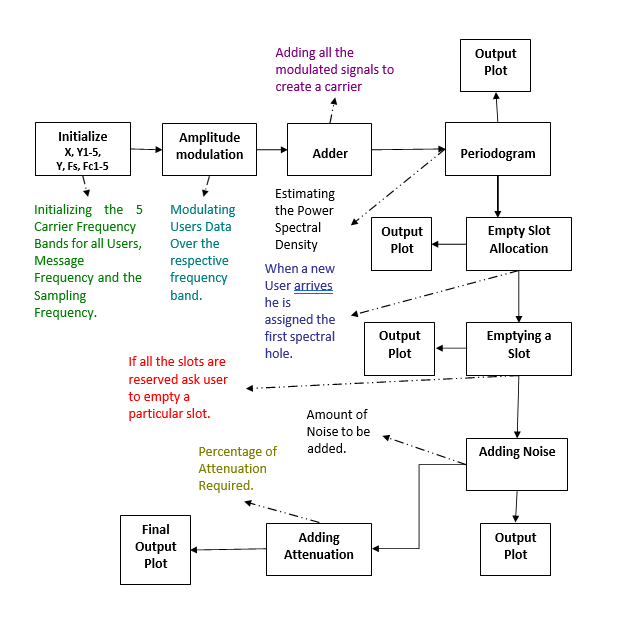 Output
Plot
Adding all the
modulated signals to
create a carrier
Initialize
X, Y1-5,
Y, Fs, Fc1-5
Amplitude
modulation
Adder
Periodogram
Initializing the 5
Carrier Frequency
Bands for all Users,
Message
Frequency and the
Sampling
Frequency.
Modulating
Users Data
Over the
respective
frequency
band.
Estimating
the Power
Spectral
Density
Output
Plot
Empty Slot
Allocation
When a new
User arrives
he is
assigned the
first spectral
hole.
Output
Plot
Emptying a
Slot
If all the slots are
reserved ask user
to empty a
particular slot.
Amount of
Noise to be
added.
Adding Noise
Percentage of
Attenuation
Required.
Final
Output
Plot
Adding
Attenuation
Output
Plot